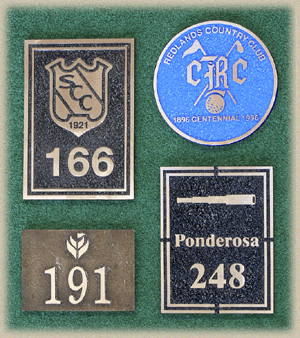 SCC
1921
166
REDLANDS COUNTRY CLUB
CRC
1896 CENTENNIAL 1996
191
Ponderosa
248